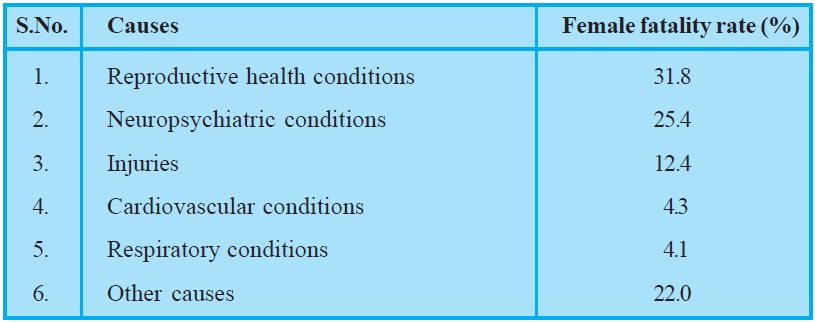 S.No. Causes Female fatality rate (%)
1. Reproductive health conditions 31.8
2. Neuropsychiatric conditions 25.4
3. Injuries 12.4
4. Cardiovascular conditions 4.3
5. Respiratory conditions 4.1
6. Other causes 22.0